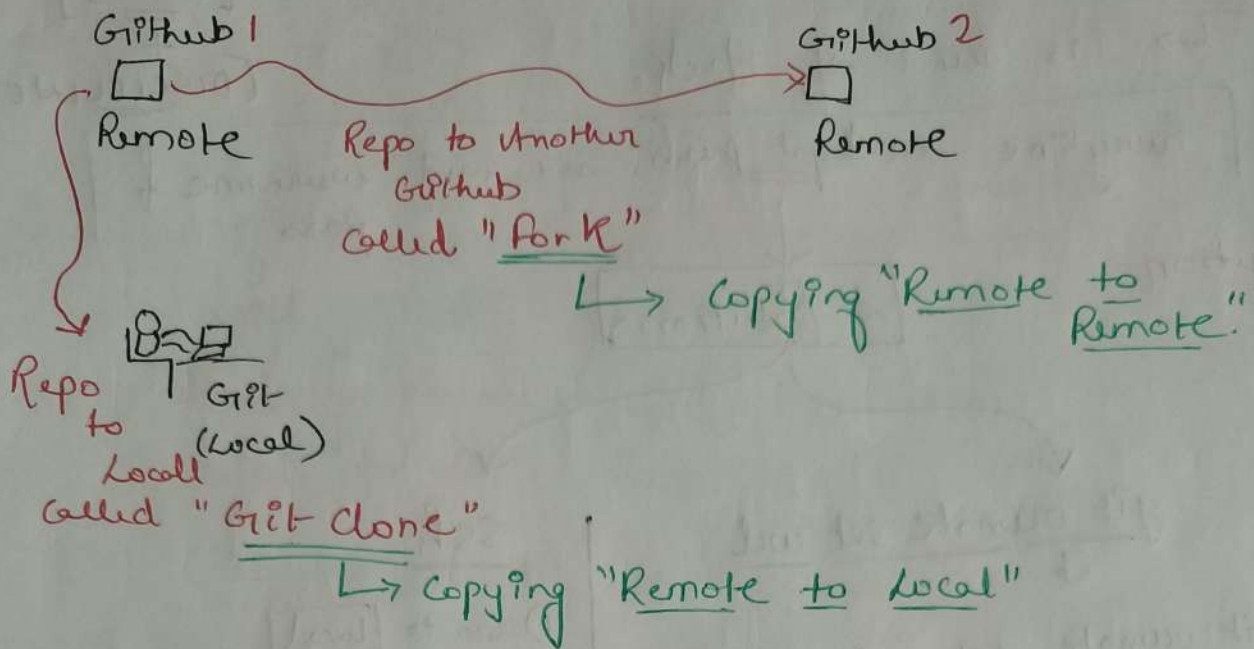 Github 1
Github 2
Remote
Remote
Repo to Another
Github
called "Fork"
↳ Copying "Remote to
Remote."
Repo
to
Locall
Git
(Local)
called "Git Clone"
↳ Copying "Remote to Local"